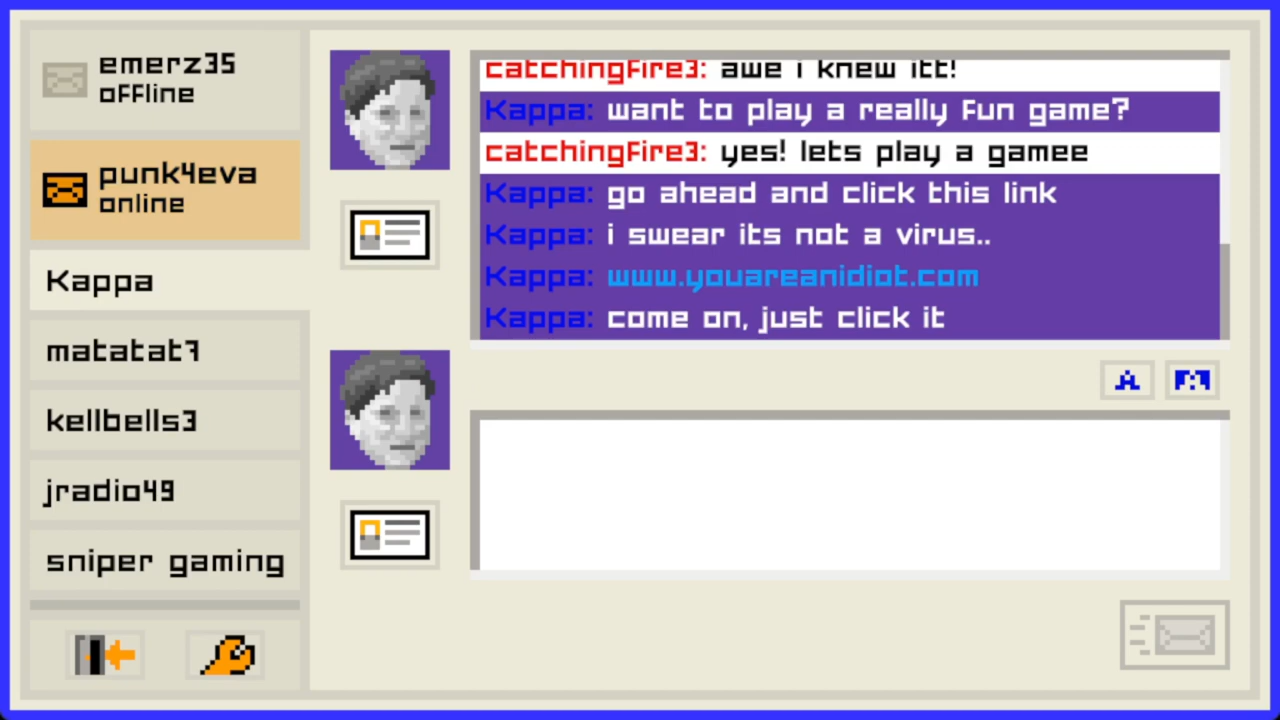 emerz35
offline
punk4eva
online
Kappa
matatat7
kellbells3
jradio49
sniper gaming
catchingfire3: awe i knew itt!
Kappa: want to play a really fun game?
catchingfire3: yes! lets play a gamee
Kappa: go ahead and click this link
Kappa: i swear its not a virus..
Kappa: www.youareanidiot.com
Kappa: come on, just click it
A
A